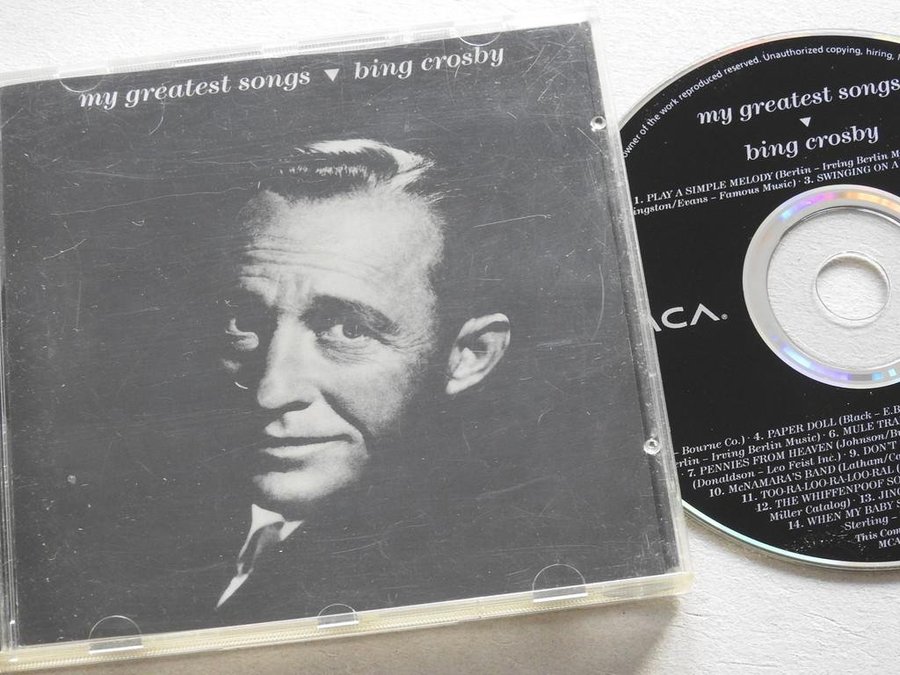 my greatest songs ▼ bing crosby
owner of the work reproduced reserved. Unauthorized copying, hiring,
my greatest songs
▼
bing crosby
1. PLAY A SIMPLE MELODY (Berlin – Irving Berlin
3. SWINGING ON A
ingston/Evans – Famous Music) ·
MCA®
Bourne Co.) · 4. PAPER DOLL (Black – E.B
rlin – Irving Berlin Music) · 6. MULE TRA
· 7. PENNIES FROM HEAVEN (Johnson/Bu
(Donaldson – Leo Feist Inc.) · 9. DON'T
10. McNAMARA'S BAND (Latham/Ca
11. TOO-RA-LOO-RA-LOO-RAL
12. THE WHIFFENPOOF SO
Miller Catalog) · 13. JING
14. WHEN MY BABY S
Sterling –
This Com
MCA